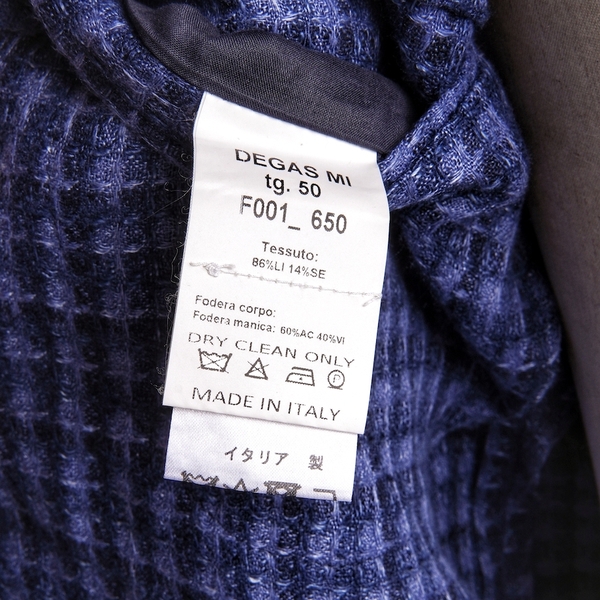 DEGAS MI
tg. 50
F001_ 650
Tessuto:
86%LI 14%SE
Fodera corpo:
Fodera manica: 60%AC 40%VI
DRY CLEAN ONLY
P
MADE IN ITALY
イタリア 製